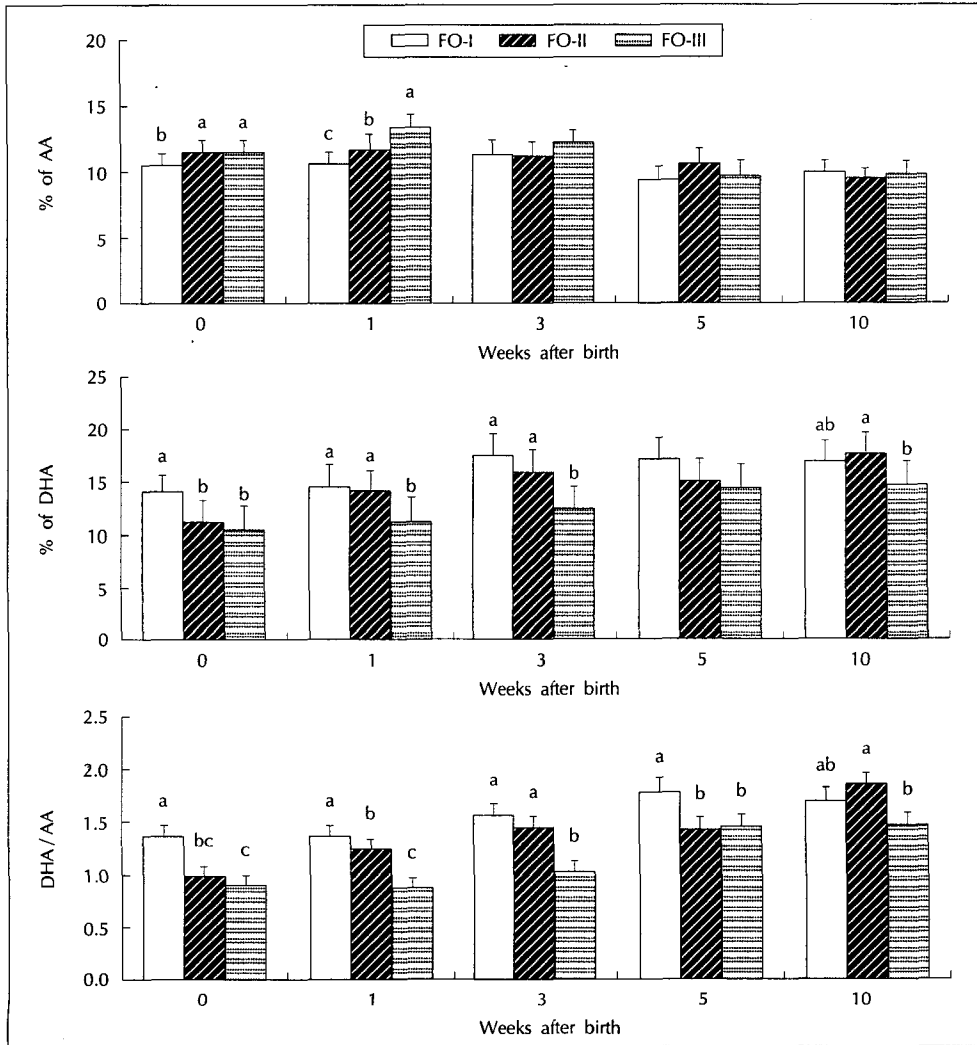 FO-I FO-II FO-III
20
15
10
5
0
% of AA
b a a c b a
0 1 3 5 10
Weeks after birth
25
20
15
10
5
0
% of DHA
a b b a a b a a b ab a b
0 1 3 5 10
Weeks after birth
2.5
2.0
1.5
1.0
0.5
0.0
DHA/AA
a bc c a b c a a b a b b ab a b
0 1 3 5 10
Weeks after birth